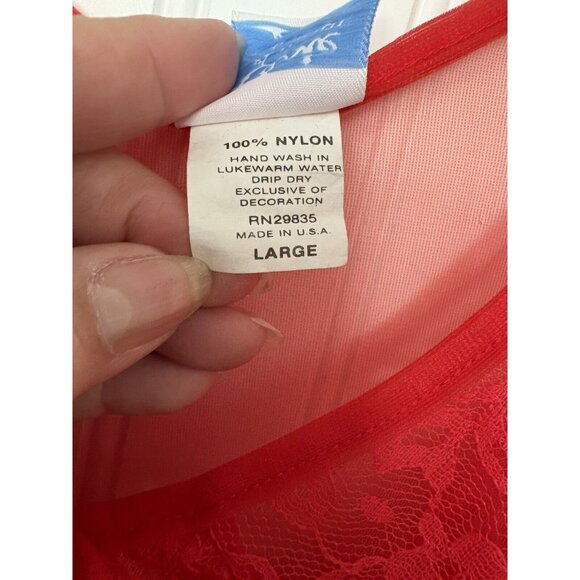 100% NYLON
HAND WASH IN
LUKEWARM WATER
DRIP DRY
EXCLUSIVE OF
DECORATION
RN29835
MADE IN U.S.A.
LARGE